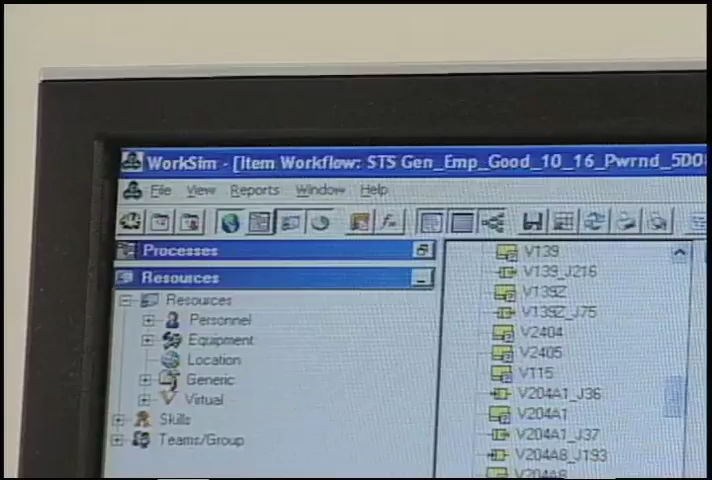 WorkSim - [Item Workflow: STS Gen_Emp_Good_10_16_Pwrnd_5D0
File View Reports Window Help
Processes
Resources
Resources
Personnel
Equipment
Location
Generic
Virtual
Skills
Teams/Group
V139
V139_J216
V139Z
V139Z_J75
V2404
V2405
V115
V204A1_J36
V204A1
V204A1_J37
V204A8_J193
V204A8